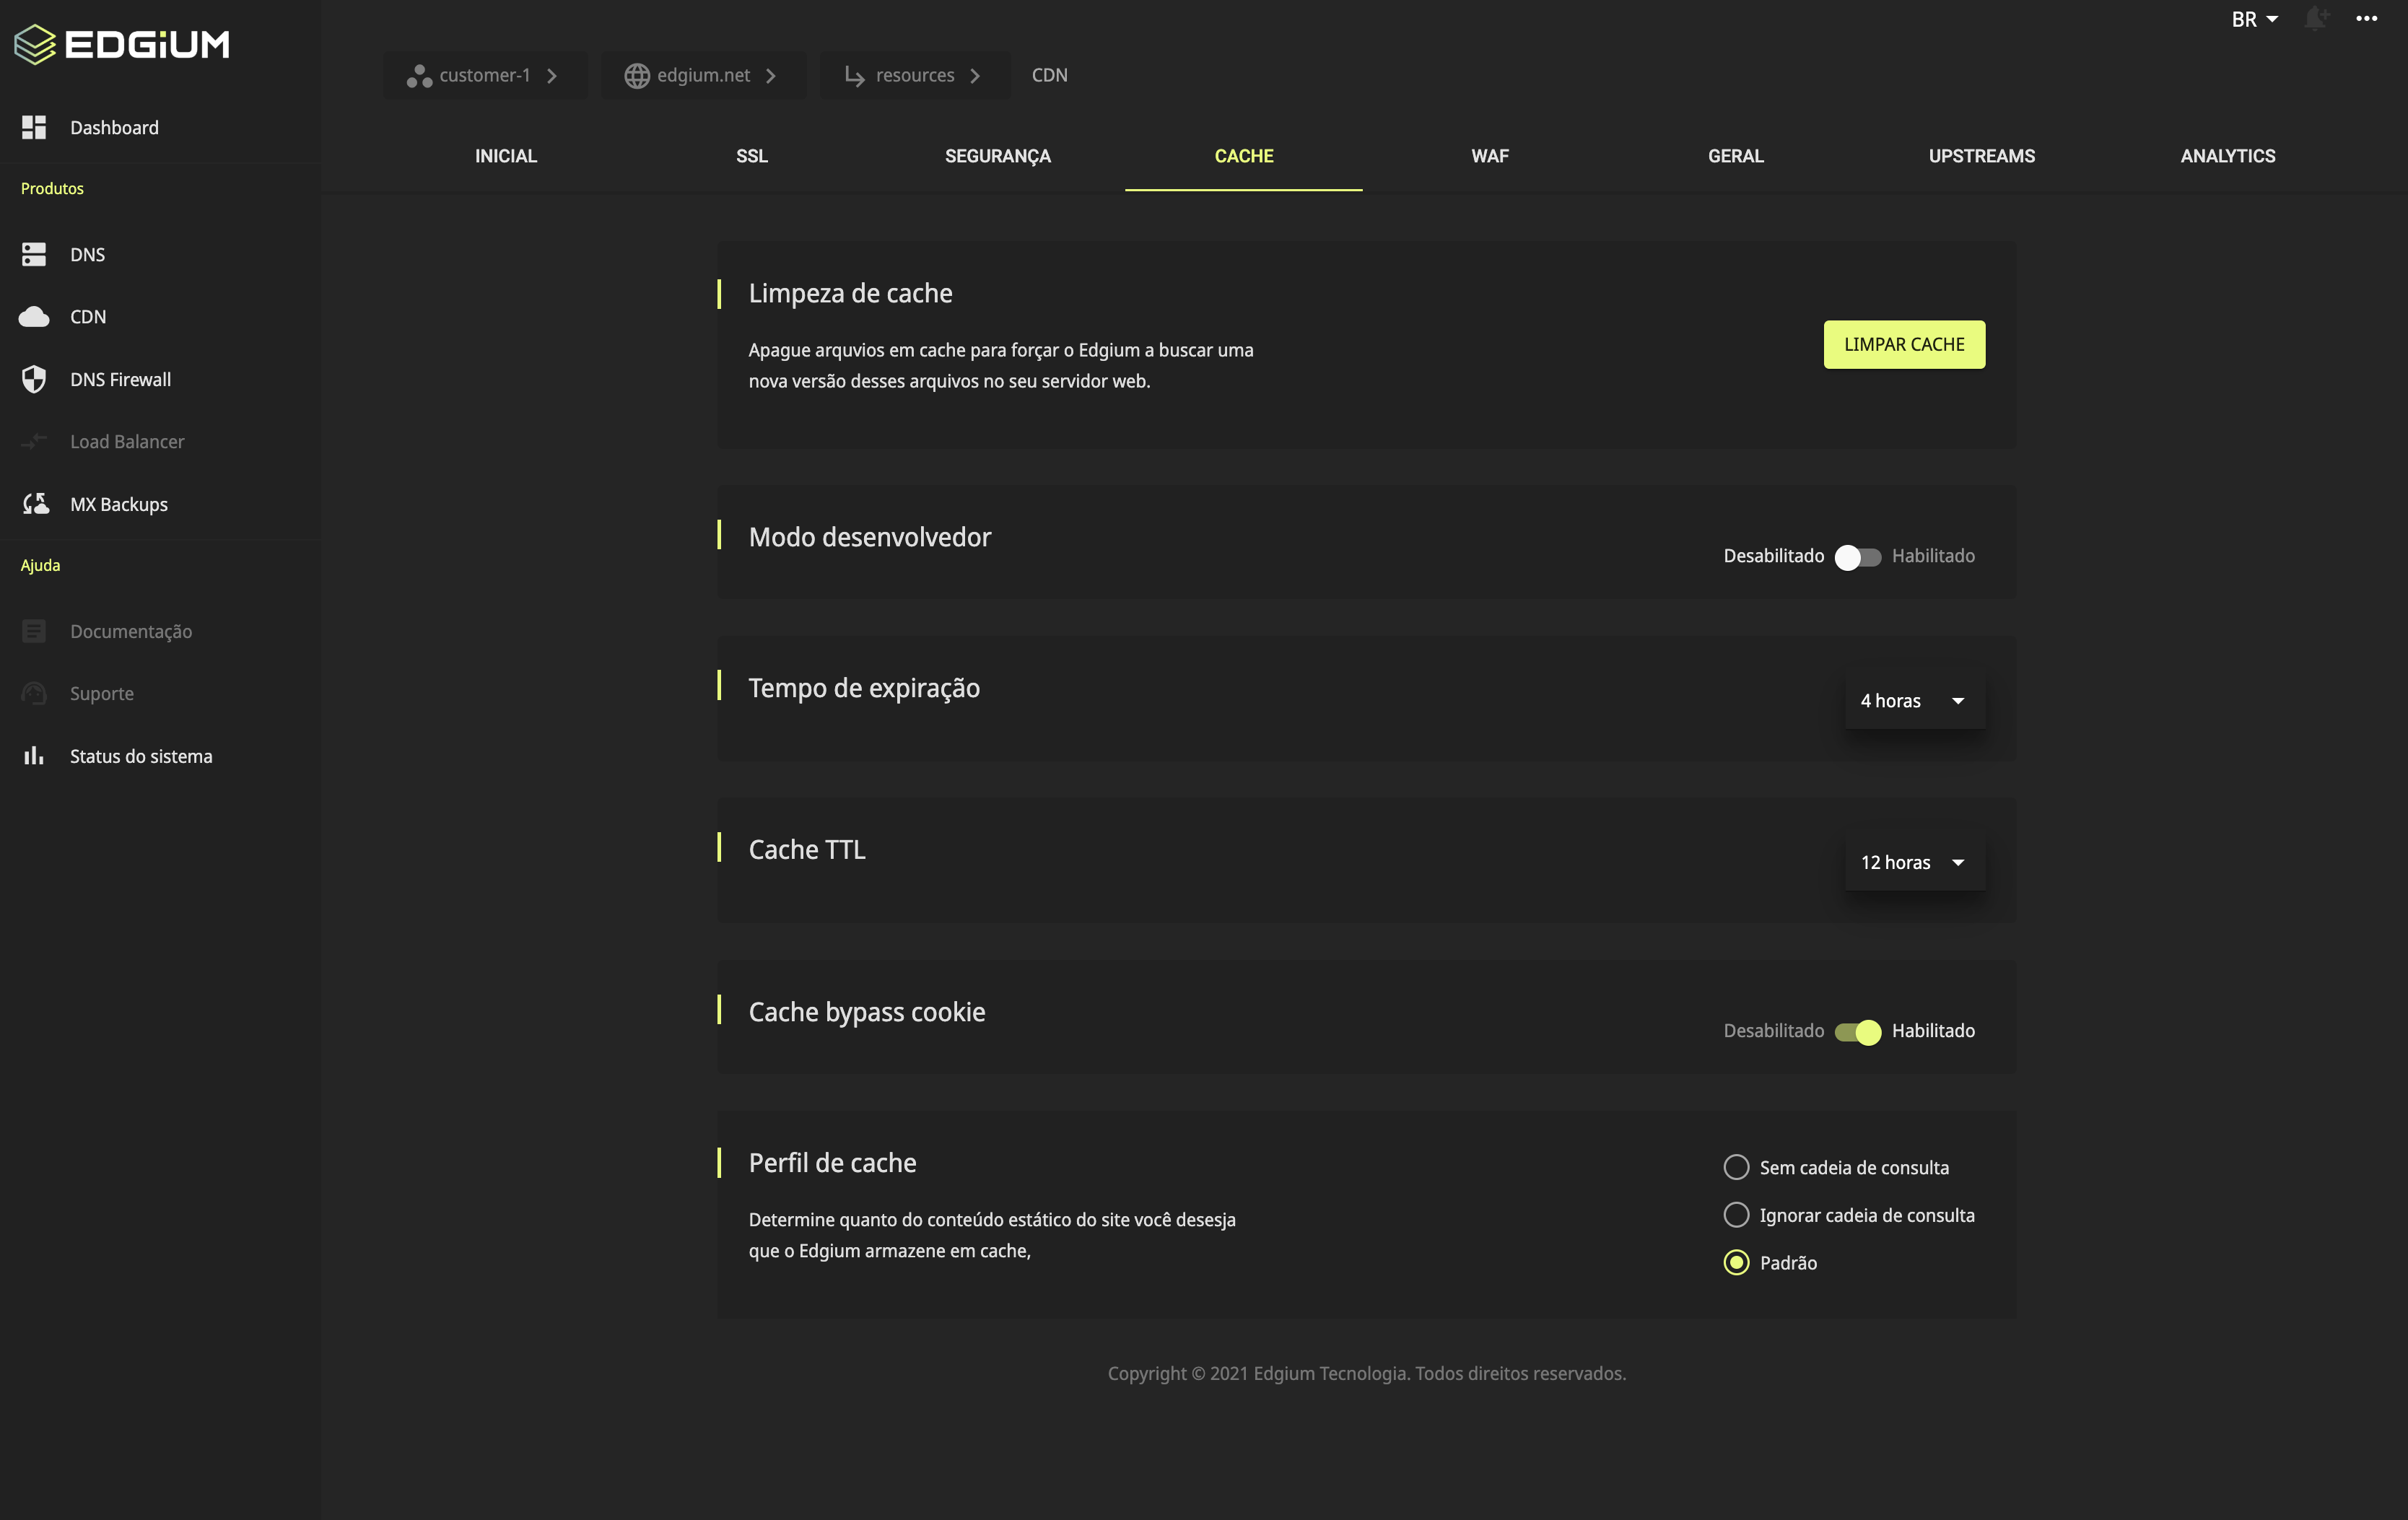 EDGiUM
BR
customer-1
edgium.net
resources
CDN
Dashboard
INICIAL
SSL
SEGURANÇA
CACHE
WAF
GERAL
UPSTREAMS
ANALYTICS
Produtos
DNS
CDN
DNS Firewall
Load Balancer
MX Backups
Ajuda
Documentação
Suporte
Status do sistema
Limpeza de cache
Apague arquvios em cache para forçar o Edgium a buscar uma
nova versão desses arquivos no seu servidor web.
LIMPAR CACHE
Modo desenvolvedor
Desabilitado
Habilitado
Tempo de expiração
4 horas
Cache TTL
12 horas
Cache bypass cookie
Desabilitado
Habilitado
Perfil de cache
Determine quanto do conteúdo estático do site você desesja
que o Edgium armazene em cache,
Sem cadeia de consulta
Ignorar cadeia de consulta
Padrão
Copyright © 2021 Edgium Tecnologia. Todos direitos reservados.